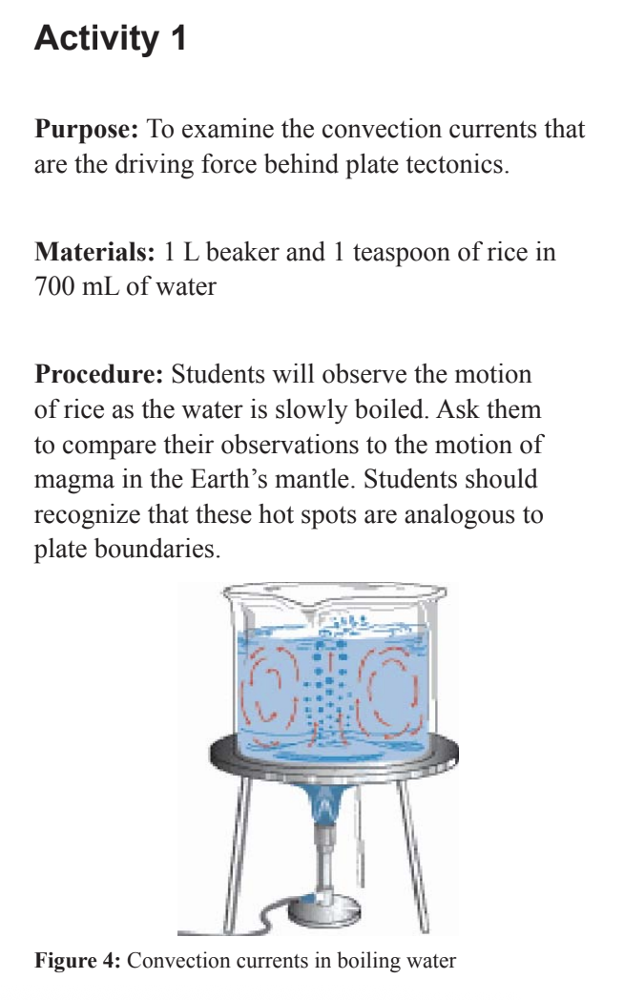 Activity 1
Purpose: To examine the convection currents that
are the driving force behind plate tectonics.
Materials: 1 L beaker and 1 teaspoon of rice in
700 mL of water
Procedure: Students will observe the motion
of rice as the water is slowly boiled. Ask them
to compare their observations to the motion of
magma in the Earth’s mantle. Students should
recognize that these hot spots are analogous to
plate boundaries.
Figure 4: Convection currents in boiling water